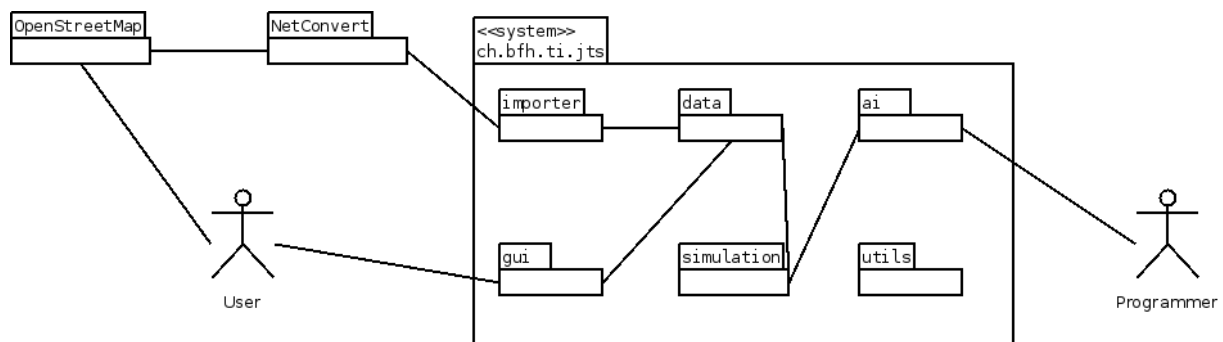 OpenStreetMap
NetConvert
<<system>>
ch.bfh.ti.jts
importer
data
ai
gui
simulation
utils
User
Programmer